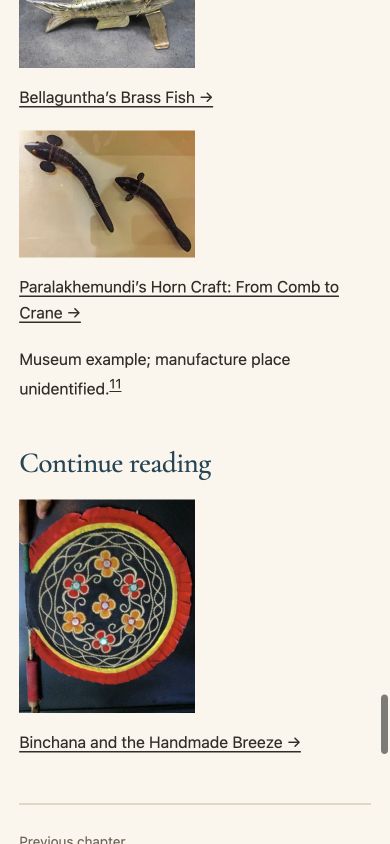 Bellaguntha’s Brass Fish →
Paralakhemundi’s Horn Craft: From Comb to
Crane →
Museum example; manufacture place
unidentified.11
Continue reading
Binchana and the Handmade Breeze →
Previous chapter